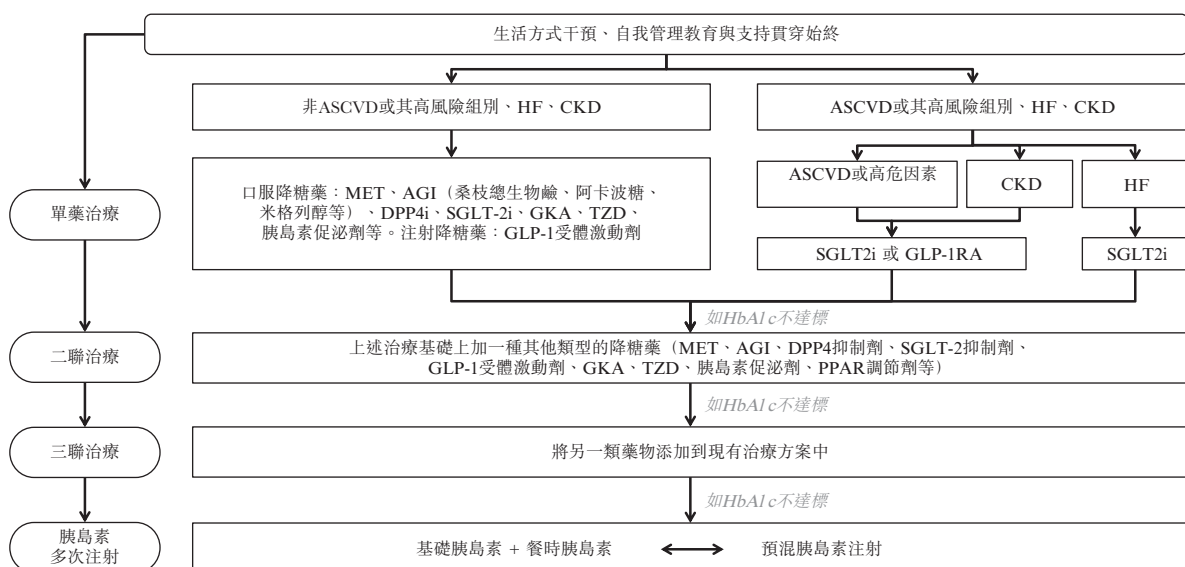 生活方式干預、自我管理教育與支持貫穿始終
非ASCVD或其高風險組別、HF、CKD
ASCVD或其高風險組別、HF、CKD
單藥治療
口服降糖藥：MET、AGI（桑枝總生物鹼、阿卡波糖、
米格列醇等）、DPP4i、SGLT-2i、GKA、TZD、
胰島素促泌劑等。注射降糖藥：GLP-1受體激動劑
ASCVD或高危因素
CKD
HF
SGLT2i 或 GLP-1RA
SGLT2i
如HbAl c不達標
二聯治療
上述治療基礎上加一種其他類型的降糖藥（MET、AGI、DPP4抑制劑、SGLT-2抑制劑、
GLP-1受體激動劑、GKA、TZD、胰島素促泌劑、PPAR調節劑等）
如HbAl c不達標
三聯治療
將另一類藥物添加到現有治療方案中
如HbAl c不達標
胰島素
多次注射
基礎胰島素 + 餐時胰島素
預混胰島素注射